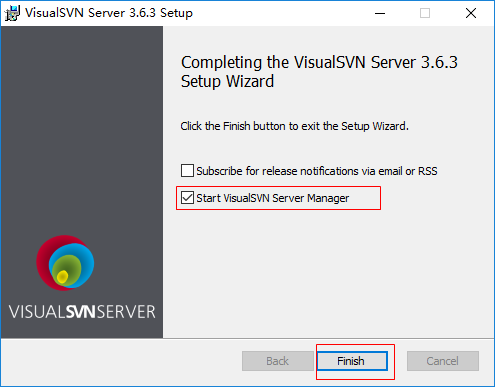 VisualSVN Server 3.6.3 Setup
Completing the VisualSVN Server 3.6.3
Setup Wizard
Click the Finish button to exit the Setup Wizard.
Subscribe for release notifications via email or RSS
Start VisualSVN Server Manager
VISUALSVNSERVER
Back
Finish
Cancel